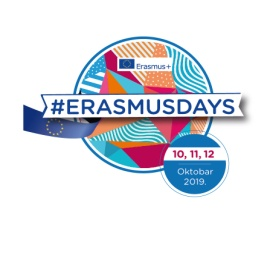 Erasmus+
#ERASMUSDAYS
10, 11, 12
Oktobar
2019.